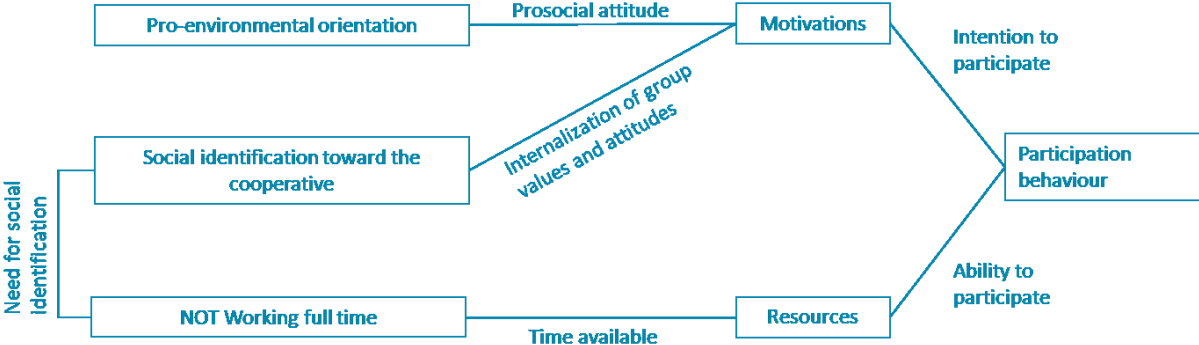 Pro-environmental orientation
Prosocial attitude
Motivations
Intention to
participate
Internalization of group
values and attitudes
Social identification toward the
cooperative
Participation
behaviour
Need for social
identification
Ability to
participate
NOT Working full time
Time available
Resources